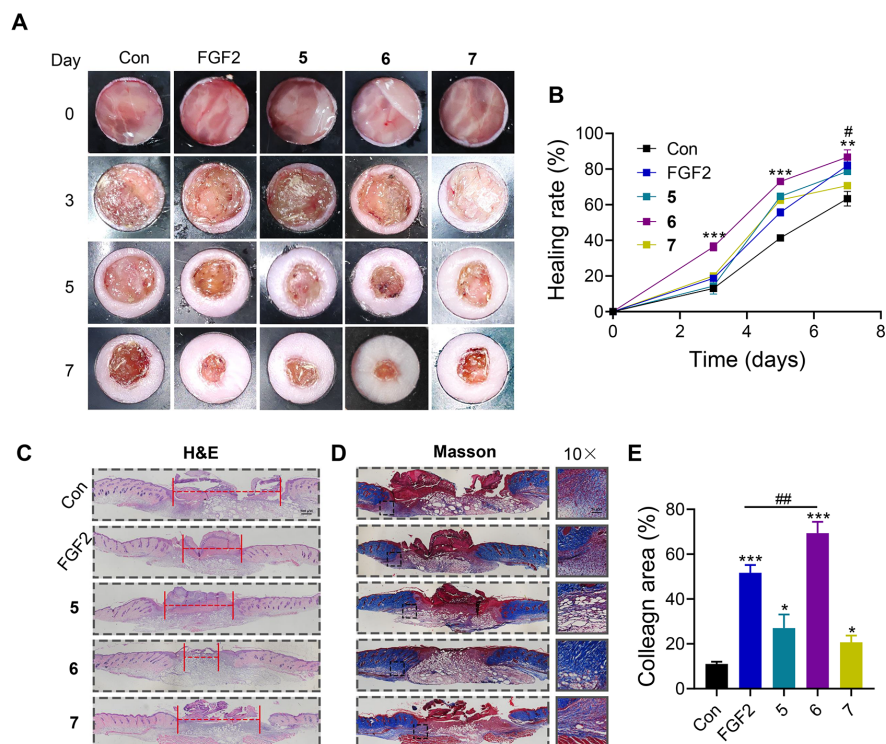 A
Day Con FGF2 5 6 7
0
3
5
7
B
Healing rate (%)
100
80
60
40
20
0
Con
FGF2
5
6
7
***
***
#
**
0 2 4 6 8
Time (days)
C
H&E
Con
FGF2
5
6
7
D
Masson
10×
E
Colleagn area (%)
80
60
40
20
0
##
***
*
***
*
Con FGF2 5 6 7